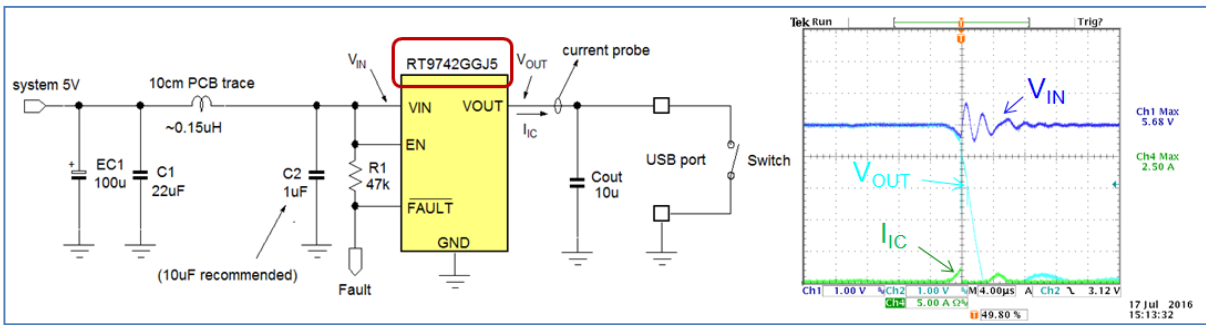 system 5V
10cm PCB trace
~0.15uH
+
EC1
100u
C1
22uF
C2
1uF
(10uF recommended)
R1
47k
Fault
VIN
RT9742GGJ5
VOUT
current probe
VIN
VOUT
EN
FAULT
GND
IIC
Cout
10u
USB port
Switch
Tek Run
Trig?
T
T
VIN
VOUT
IIC
Ch1 Max
5.68 V
Ch4 Max
2.50 A
Ch1 1.00 V Ch2 1.00 V M 4.00µs A Ch2 3.12 V
Ch4 5.00 A Ω
49.80 %
17 Jul 2016
15:13:32